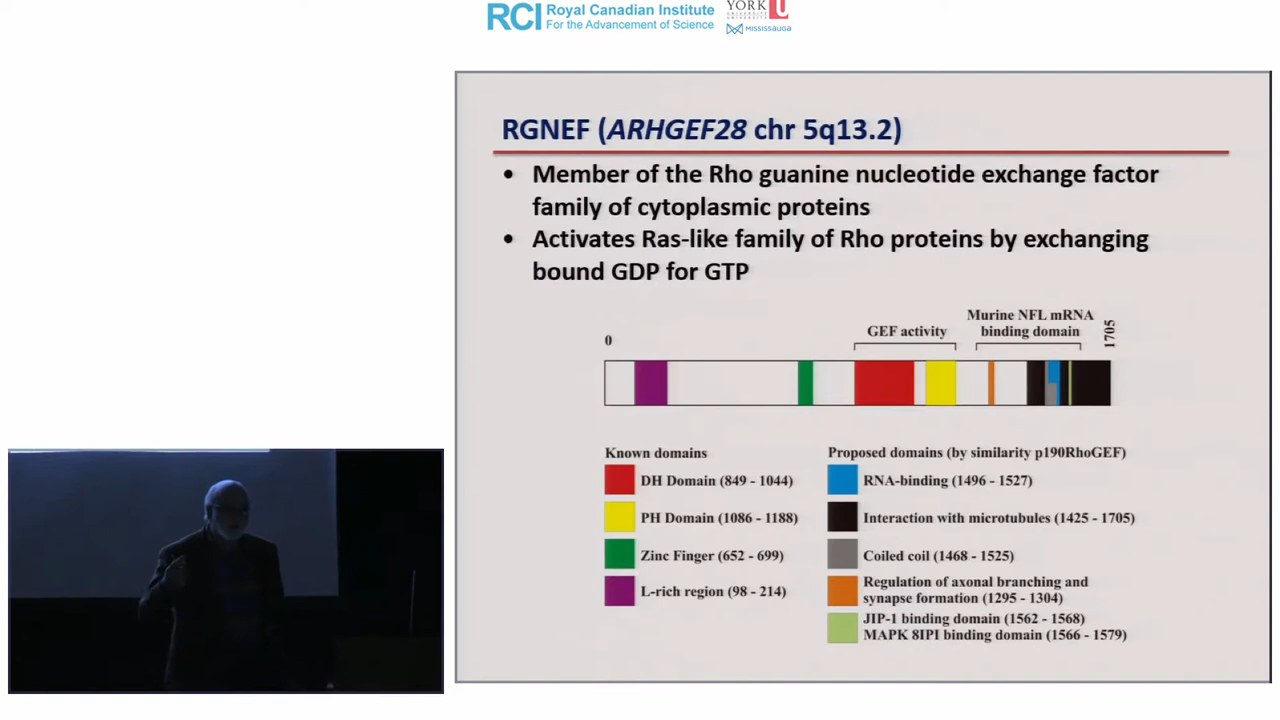 RCI Royal Canadian Institute
For the Advancement of Science
YORK U
UNIVERSITÉ
UNIVERSITY
MISSISSAUGA
RGNEF (ARHGEF28 chr 5q13.2)
• Member of the Rho guanine nucleotide exchange factor
family of cytoplasmic proteins
• Activates Ras-like family of Rho proteins by exchanging
bound GDP for GTP
0
GEF activity
Murine NFL mRNA
binding domain
1705
Known domains
DH Domain (849 - 1044)
PH Domain (1086 - 1188)
Zinc Finger (652 - 699)
L-rich region (98 - 214)
Proposed domains (by similarity p190RhoGEF)
RNA-binding (1496 - 1527)
Interaction with microtubules (1425 - 1705)
Coiled coil (1468 - 1525)
Regulation of axonal branching and
synapse formation (1295 - 1304)
JIP-1 binding domain (1562 - 1568)
MAPK 8IPI binding domain (1566 - 1579)